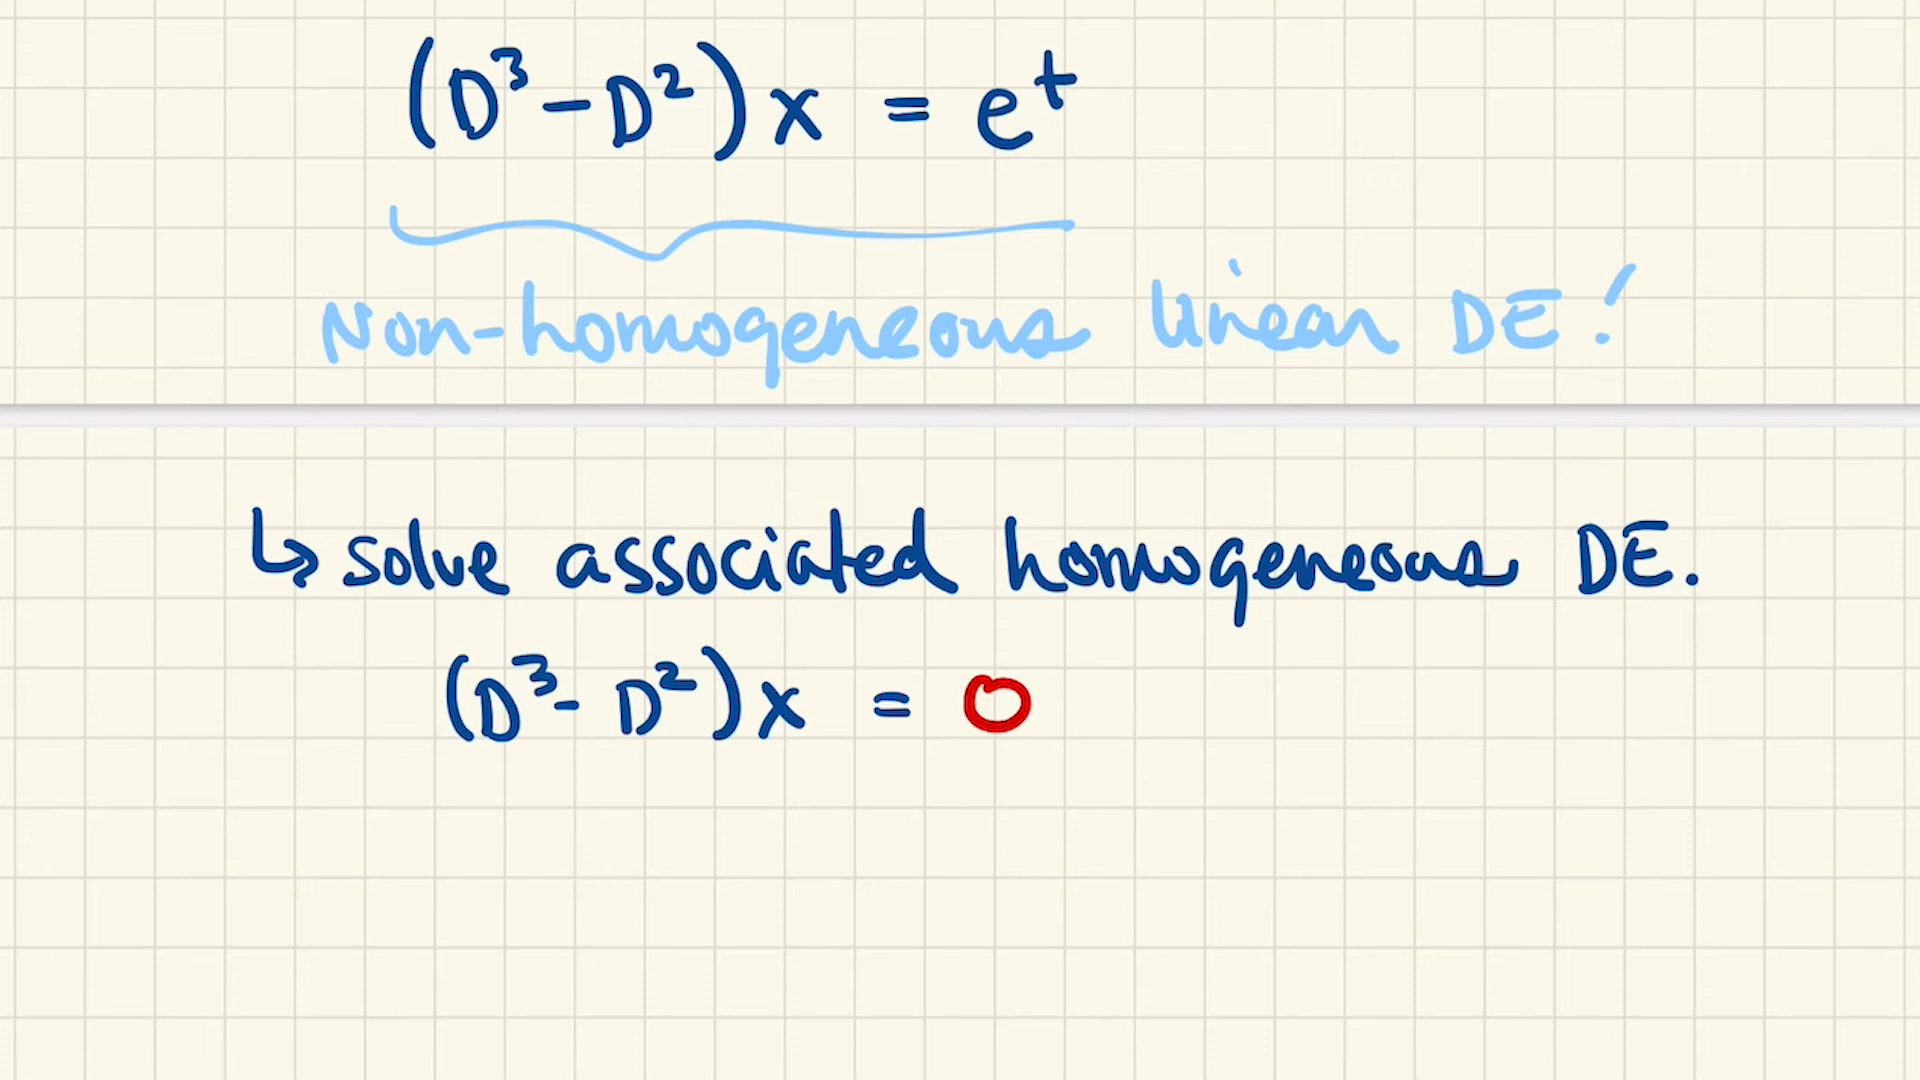 (D³-D²)x = eᵗ
Non-homogeneous linear DE!
↳ solve associated homogeneous DE.
(D³- D²)x = 0